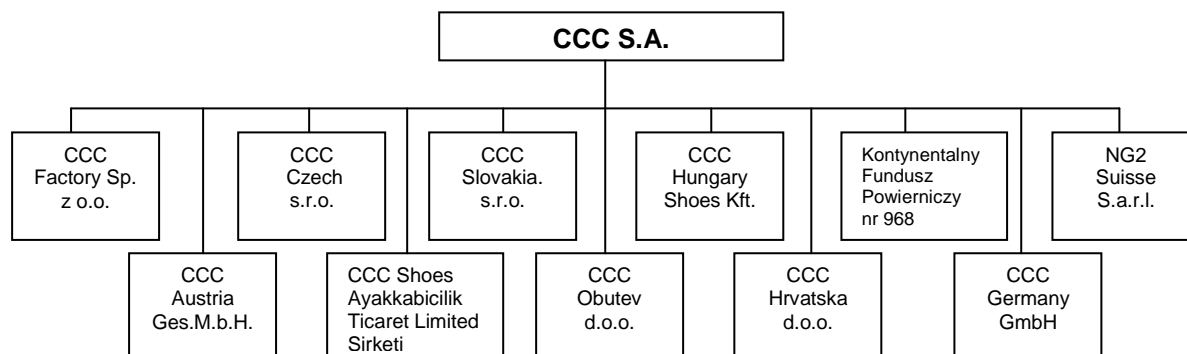 CCC S.A.
CCC
Factory Sp.
z o.o.
CCC
Czech
s.r.o.
CCC
Slovakia.
s.r.o.
CCC
Hungary
Shoes Kft.
Kontynentalny
Fundusz
Powierniczy
nr 968
NG2
Suisse
S.a.r.l.
CCC
Austria
Ges.M.b.H.
CCC Shoes
Ayakkabicilik
Ticaret Limited
Sirketi
CCC
Obutev
d.o.o.
CCC
Hrvatska
d.o.o.
CCC
Germany
GmbH